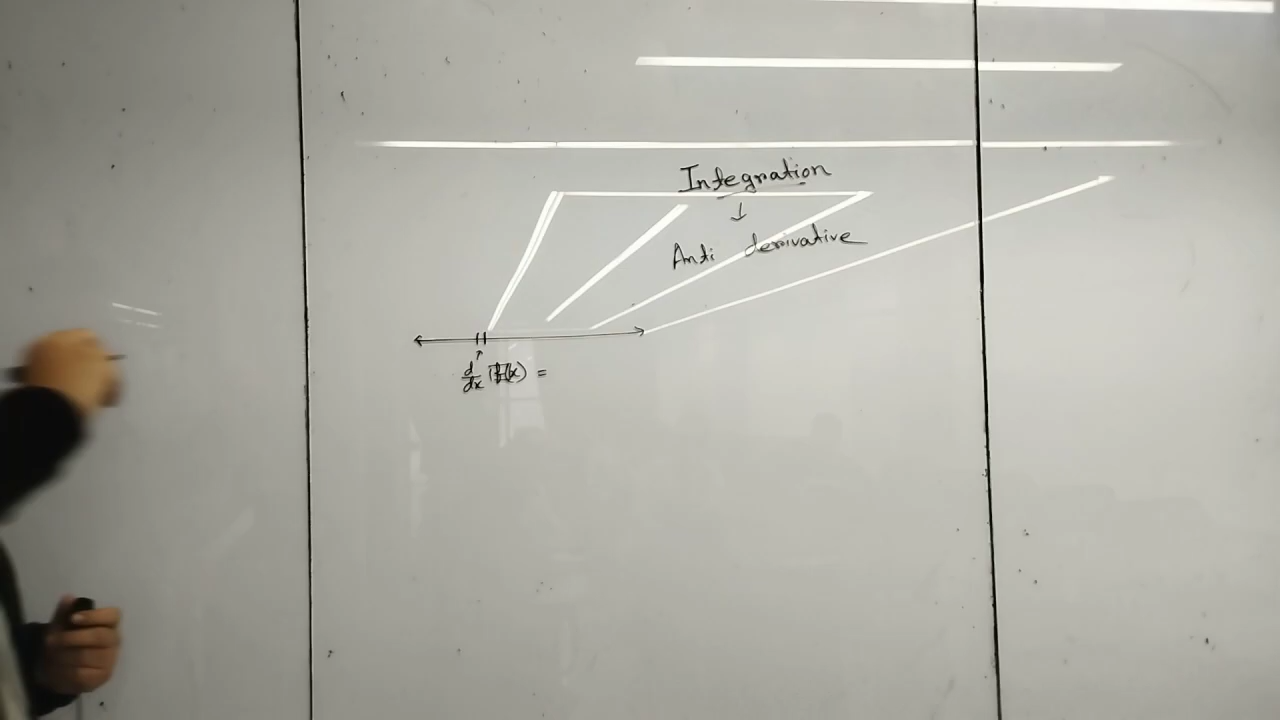 Integration
↓
Anti derivative
d/dx (x) =